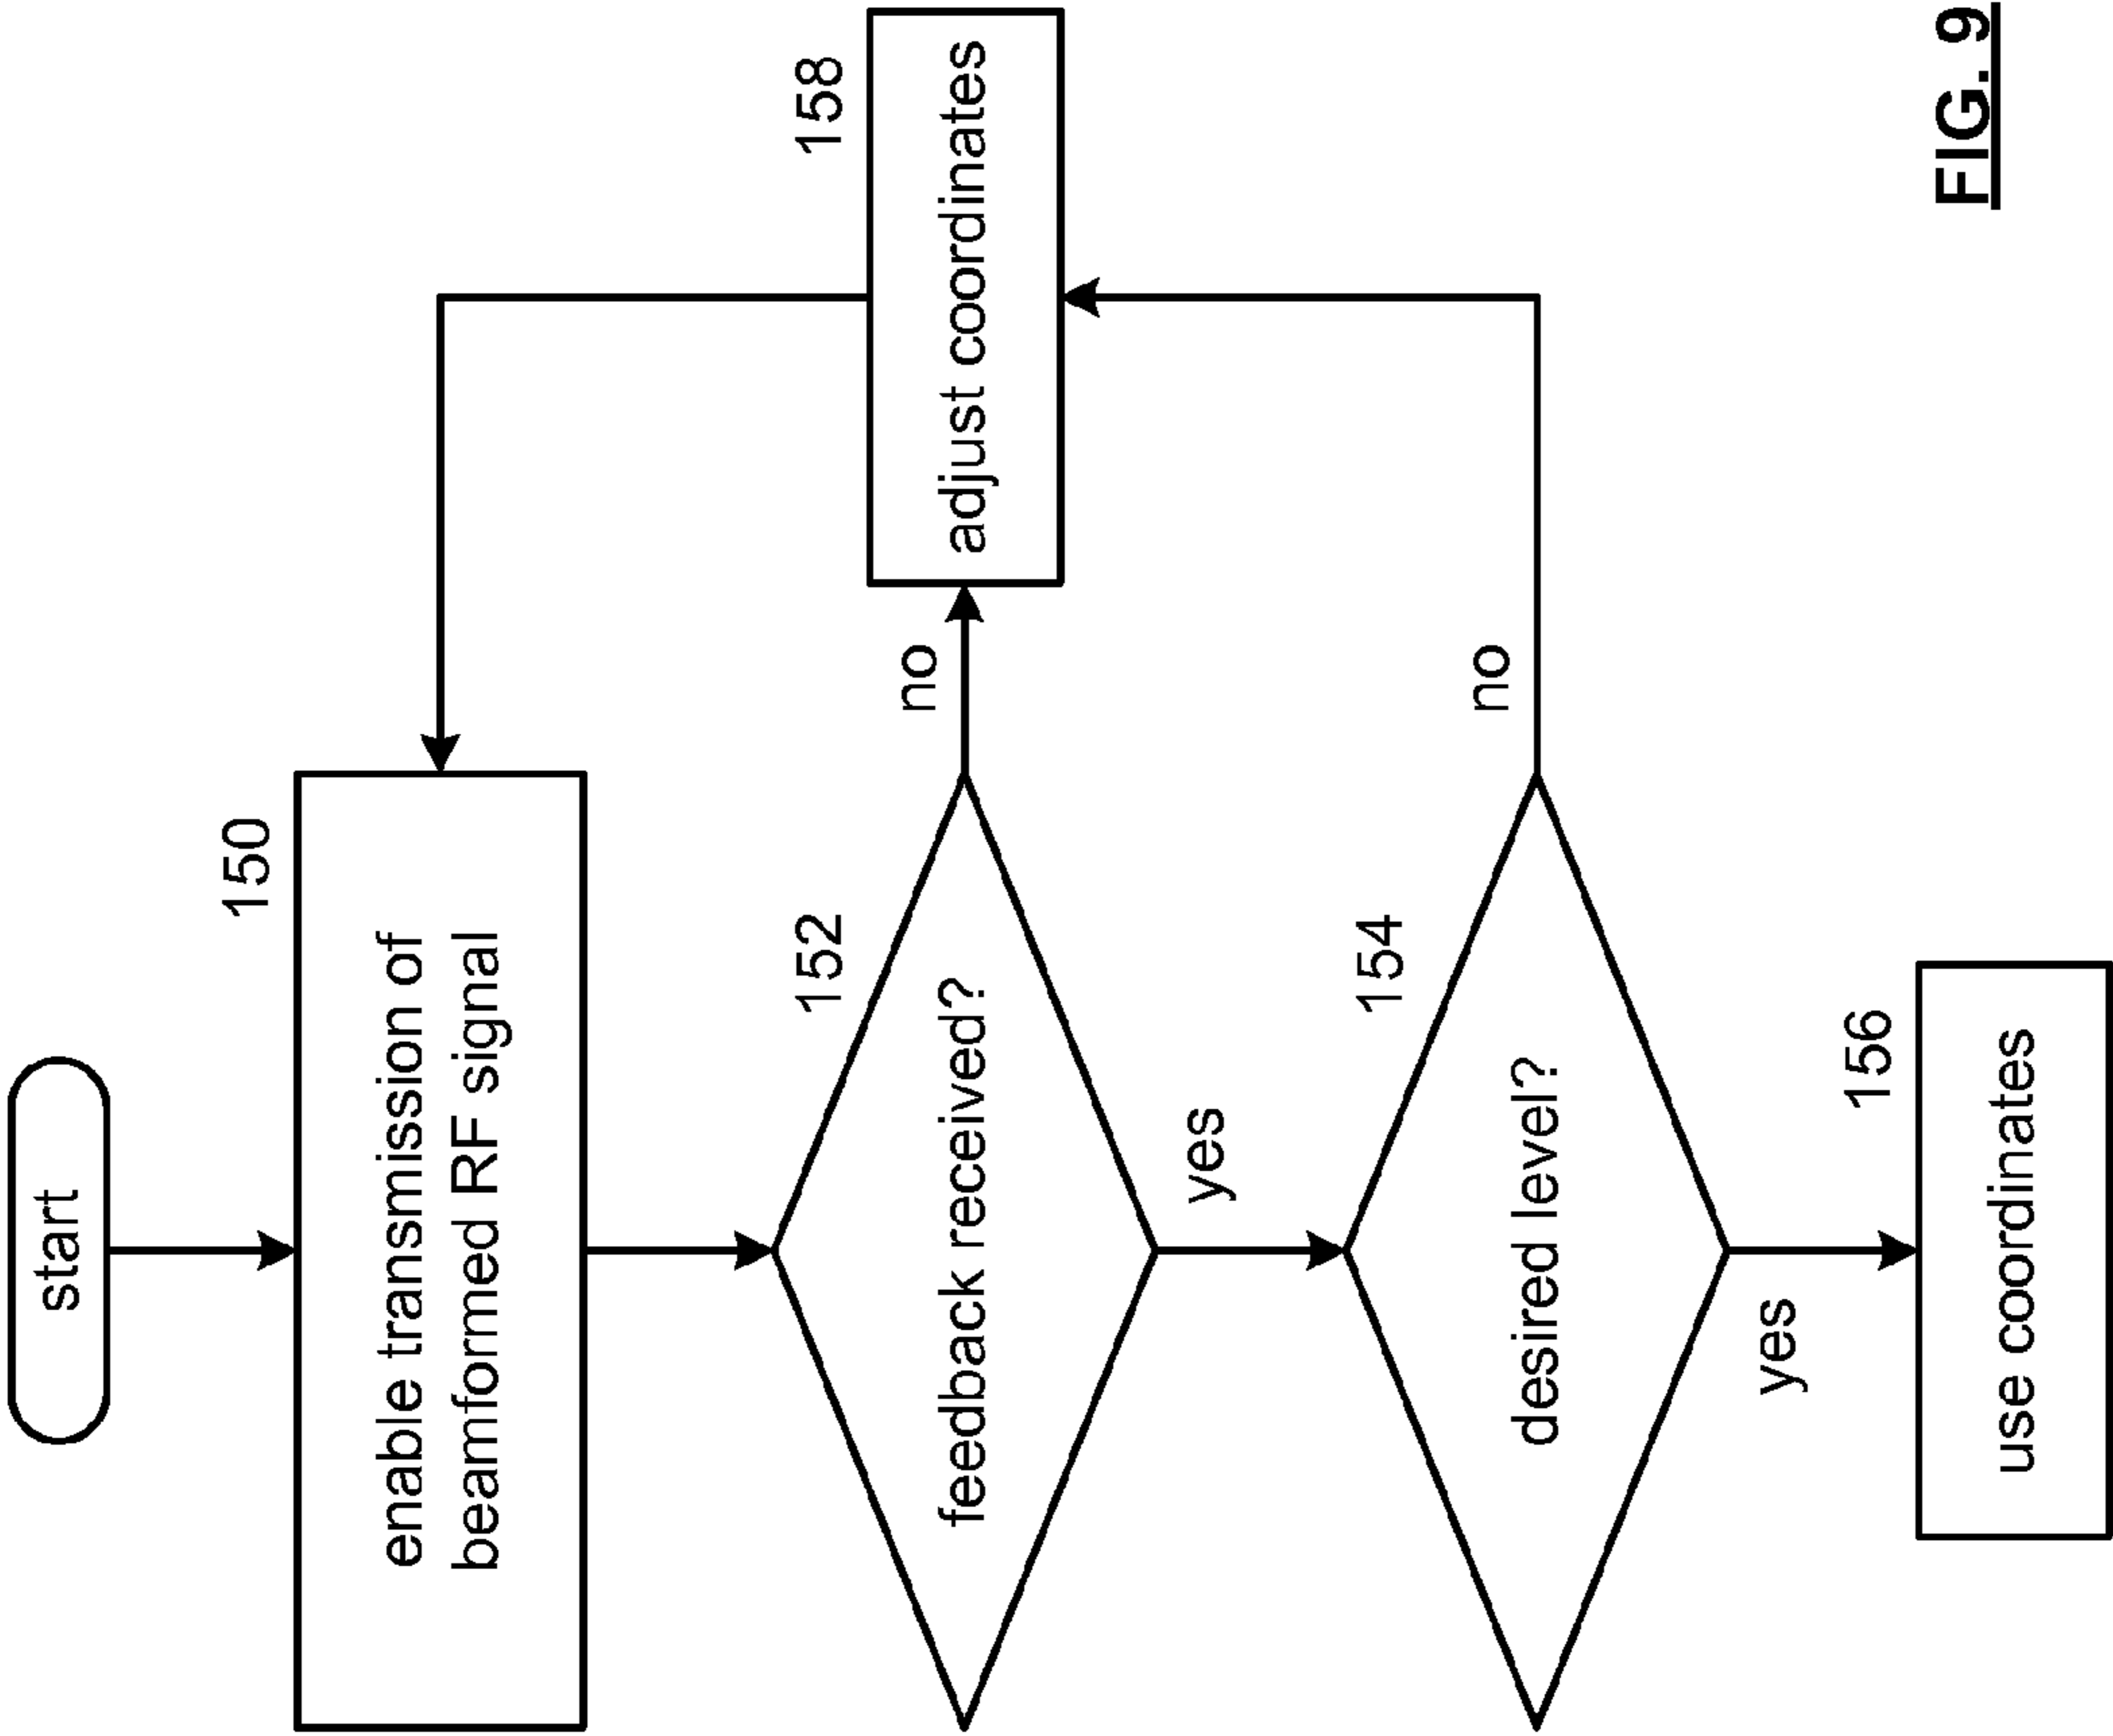 start
150
enable transmission of
beamformed RF signal
152
feedback received?
no
158
adjust coordinates
yes
154
desired level?
no
yes
156
use coordinates
FIG. 9